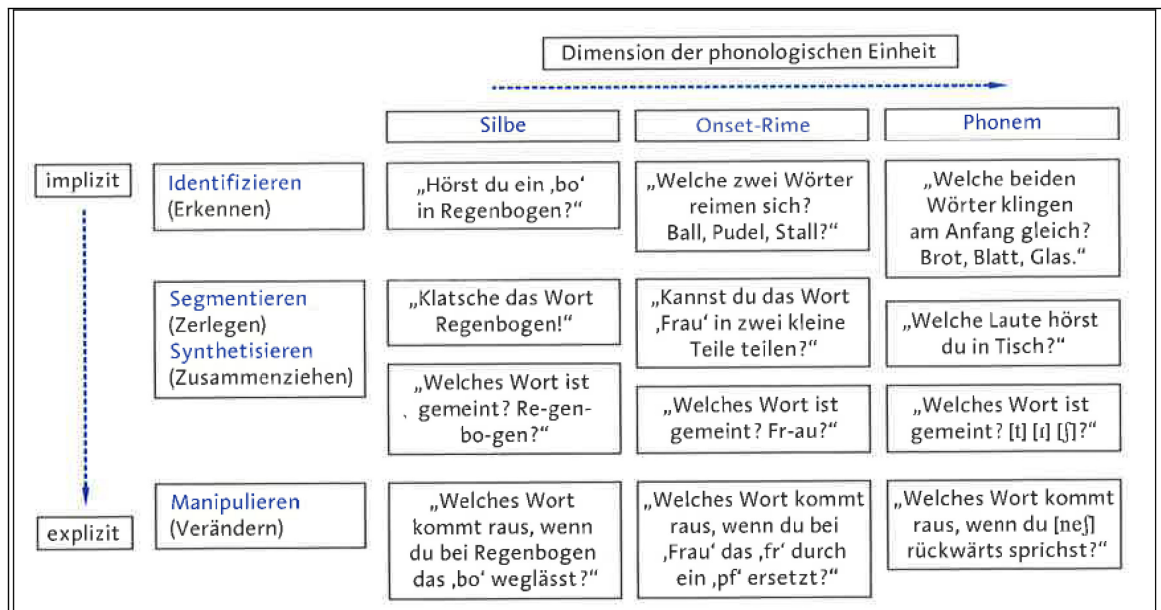 Dimension der phonologischen Einheit
Silbe
Onset-Rime
Phonem
implizit
Identifizieren
(Erkennen)
„Hörst du ein ‚bo‘
in Regenbogen?“
„Welche zwei Wörter
reimen sich?
Ball, Pudel, Stall?“
„Welche beiden
Wörter klingen
am Anfang gleich?
Brot, Blatt, Glas.“
Segmentieren
(Zerlegen)
Synthetisieren
(Zusammenziehen)
„Klatsche das Wort
Regenbogen!“
„Kannst du das Wort
‚Frau‘ in zwei kleine
Teile teilen?“
„Welche Laute hörst
du in Tisch?“
„Welches Wort ist
gemeint? Re-gen-
bo-gen?“
„Welches Wort ist
gemeint? Fr-au?“
„Welches Wort ist
gemeint? [t] [ɪ] [ʃ]?“
explizit
Manipulieren
(Verändern)
„Welches Wort
kommt raus, wenn
du bei Regenbogen
das ‚bo‘ weglässt?“
„Welches Wort kommt
raus, wenn du bei
‚Frau‘ das ‚fr‘ durch
ein ‚pf‘ ersetzt?“
„Welches Wort kommt
raus, wenn du [neʃ]
rückwärts sprichst?“